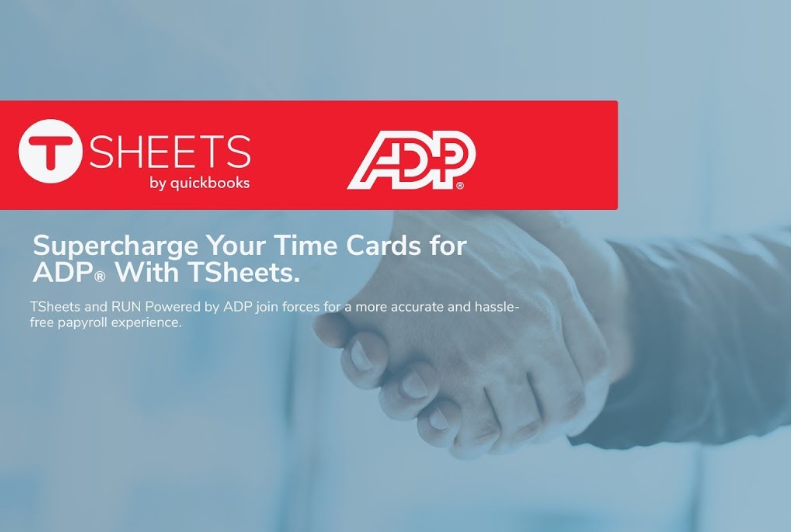 TSHEETS
by quickbooks
ADP®
Supercharge Your Time Cards for
ADP® With TSheets.
TSheets and RUN Powered by ADP join forces for a more accurate and hassle-
free papyroll experience.